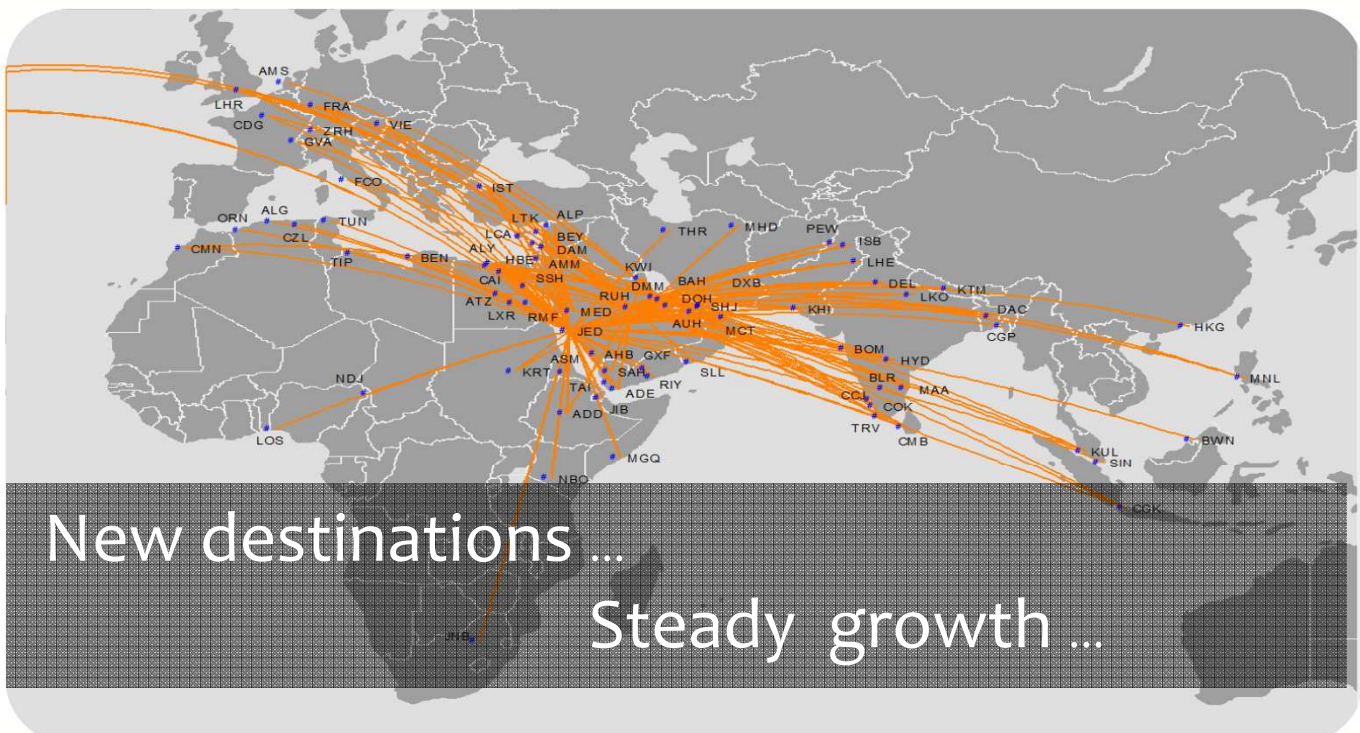 AMS
LHR
FRA
CDG
ZRH
VIE
GVA
FCO
IST
ALG
ORN
CZL
TUN
CMN
TIP
BEN
LTK
ALP
LCA
BEY
DAM
ALY
HBE
AMM
CAI
SSH
ATZ
LXR
RMF
MED
JED
KWI
THR
MHD
PEW
ISB
LHE
BAH
DXB
DMM
RUH
DOH
SHJ
AUH
MCT
KHI
DEL
LKO
KTM
DAC
CGP
HKG
BOM
HYD
BLR
MAA
CCJ
COK
TRV
CMB
MNL
BWN
KUL
SIN
CGK
NDJ
LOS
KRT
ASM
AHB
GXF
SAH
RIY
SLL
TAI
ADE
ADD
JIB
MGQ
NBO
JNB
New destinations ...
Steady growth ...